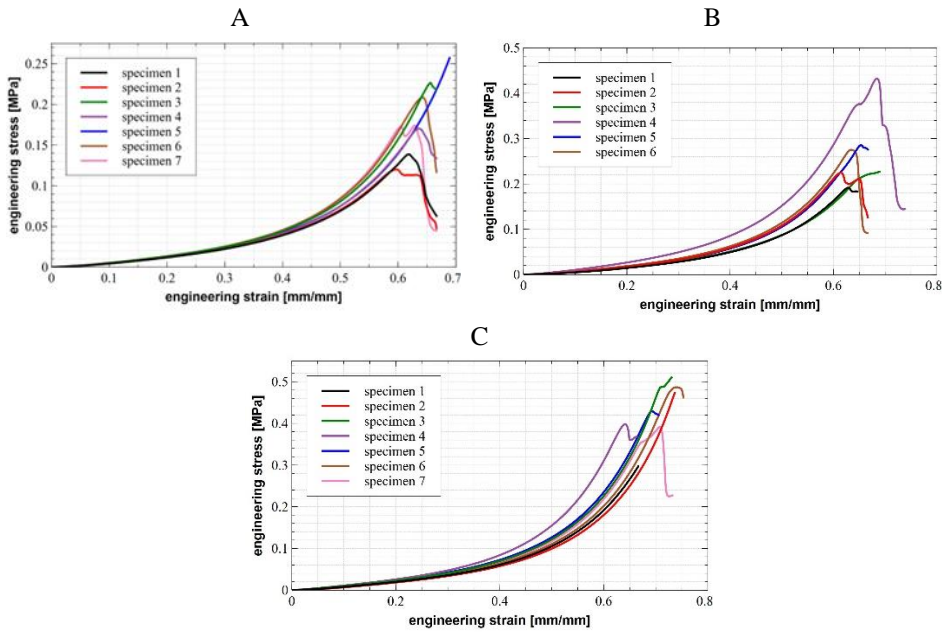 A
engineering stress [MPa]
0.25
0.2
0.15
0.1
0.05
0
specimen 1
specimen 2
specimen 3
specimen 4
specimen 5
specimen 6
specimen 7
0 0.1 0.2 0.3 0.4 0.5 0.6 0.7
engineering strain [mm/mm]
B
engineering stress [MPa]
0.5
0.4
0.3
0.2
0.1
0
specimen 1
specimen 2
specimen 3
specimen 4
specimen 5
specimen 6
0 0.2 0.4 0.6 0.8
engineering strain [mm/mm]
C
engineering stress [MPa]
0.5
0.4
0.3
0.2
0.1
0
specimen 1
specimen 2
specimen 3
specimen 4
specimen 5
specimen 6
specimen 7
0 0.2 0.4 0.6 0.8
engineering strain [mm/mm]